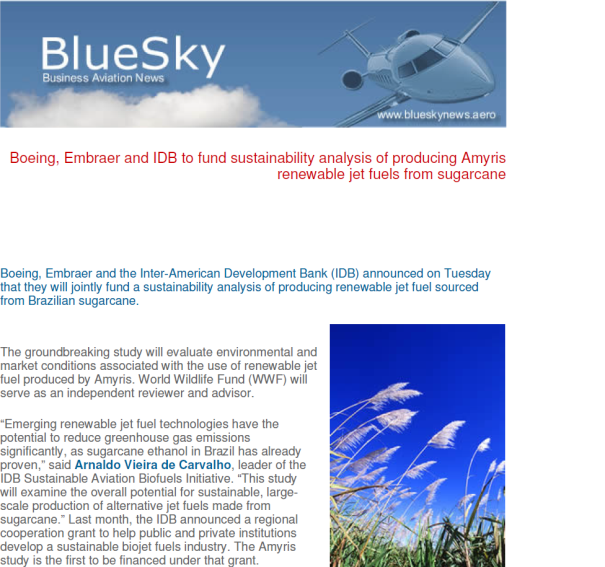 BlueSky
Business Aviation News
www.blueskynews.aero
Boeing, Embraer and IDB to fund sustainability analysis of producing Amyris
renewable jet fuels from sugarcane
Boeing, Embraer and the Inter-American Development Bank (IDB) announced on Tuesday
that they will jointly fund a sustainability analysis of producing renewable jet fuel sourced
from Brazilian sugarcane.
The groundbreaking study will evaluate environmental and
market conditions associated with the use of renewable jet
fuel produced by Amyris. World Wildlife Fund (WWF) will
serve as an independent reviewer and advisor.
“Emerging renewable jet fuel technologies have the
potential to reduce greenhouse gas emissions
significantly, as sugarcane ethanol in Brazil has already
proven,” said Arnaldo Vieira de Carvalho, leader of the
IDB Sustainable Aviation Biofuels Initiative. “This study
will examine the overall potential for sustainable, large-
scale production of alternative jet fuels made from
sugarcane.” Last month, the IDB announced a regional
cooperation grant to help public and private institutions
develop a sustainable biojet fuels industry. The Amyris
study is the first to be financed under that grant.